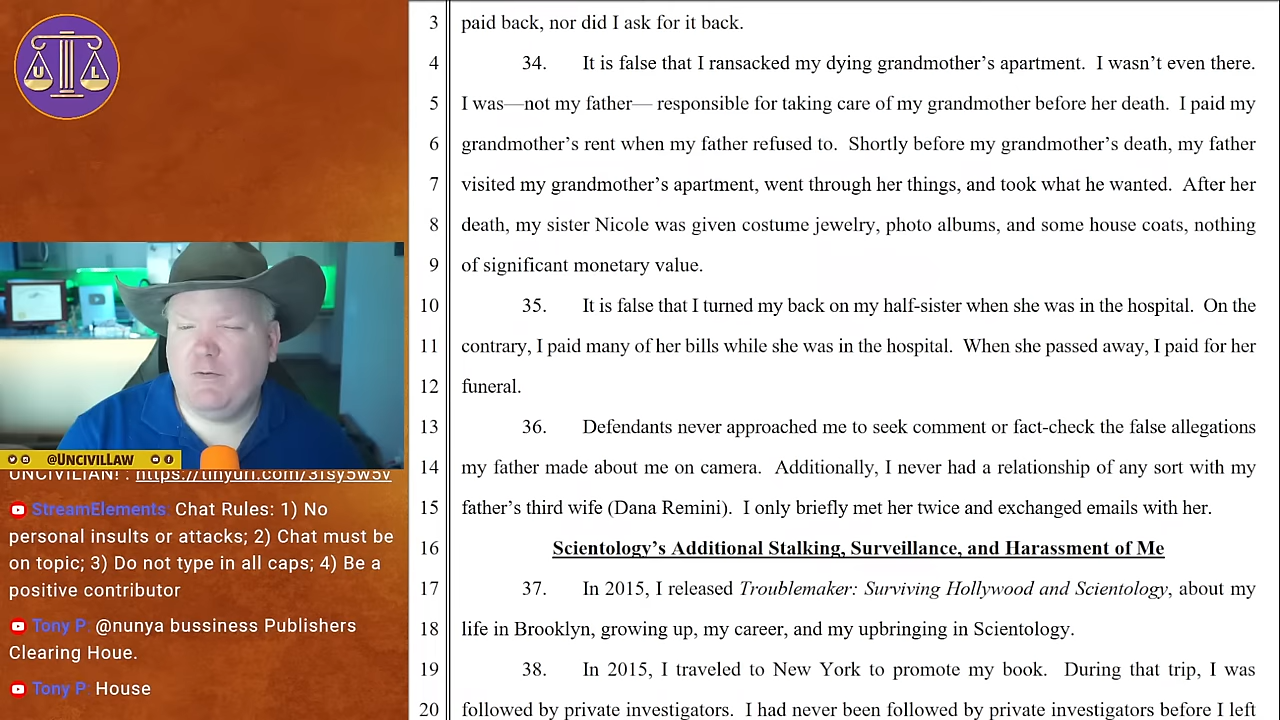 U L
@UNCIVILLAW
UNCIVILIAN! : https://tinyurl.com/3fsy5w5v
StreamElements: Chat Rules: 1) No
personal insults or attacks; 2) Chat must be
on topic; 3) Do not type in all caps; 4) Be a
positive contributor
Tony P: @nunya bussiness Publishers
Clearing Houe.
Tony P: House
3 paid back, nor did I ask for it back.
4 34. It is false that I ransacked my dying grandmother’s apartment. I wasn’t even there.
5 I was—not my father— responsible for taking care of my grandmother before her death. I paid my
6 grandmother’s rent when my father refused to. Shortly before my grandmother’s death, my father
7 visited my grandmother’s apartment, went through her things, and took what he wanted. After her
8 death, my sister Nicole was given costume jewelry, photo albums, and some house coats, nothing
9 of significant monetary value.
10 35. It is false that I turned my back on my half-sister when she was in the hospital. On the
11 contrary, I paid many of her bills while she was in the hospital. When she passed away, I paid for her
12 funeral.
13 36. Defendants never approached me to seek comment or fact-check the false allegations
14 my father made about me on camera. Additionally, I never had a relationship of any sort with my
15 father’s third wife (Dana Remini). I only briefly met her twice and exchanged emails with her.
16 Scientology’s Additional Stalking, Surveillance, and Harassment of Me
17 37. In 2015, I released Troublemaker: Surviving Hollywood and Scientology, about my
18 life in Brooklyn, growing up, my career, and my upbringing in Scientology.
19 38. In 2015, I traveled to New York to promote my book. During that trip, I was
20 followed by private investigators. I had never been followed by private investigators before I left